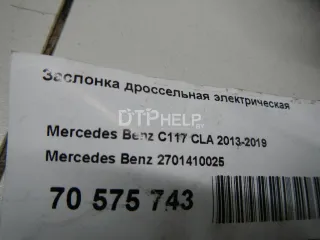 Заслонка дроссельная электрическая
DTPHelp
Mercedes Benz C117 CLA 2013-2019
Mercedes Benz 2701410025
70 575 743